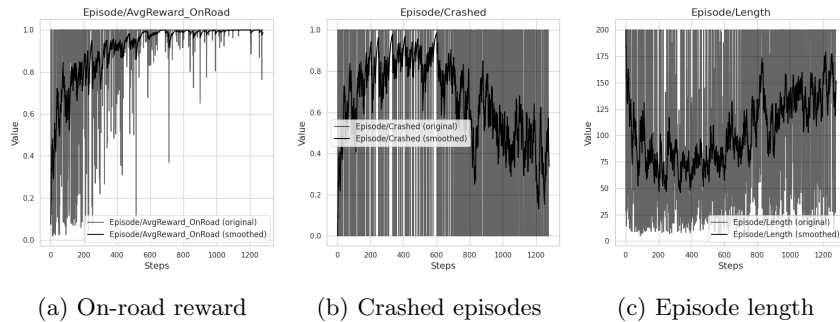 Episode/AvgReward_OnRoad
1.0
0.8
0.6
0.4
0.2
0.0
Value
Episode/AvgReward_OnRoad (original)
Episode/AvgReward_OnRoad (smoothed)
0 200 400 600 800 1000 1200
Steps
(a) On-road reward
Episode/Crashed
1.0
0.8
0.6
0.4
0.2
0.0
Value
Episode/Crashed (original)
Episode/Crashed (smoothed)
0 200 400 600 800 1000 1200
Steps
(b) Crashed episodes
Episode/Length
200
175
150
125
100
75
50
25
0
Value
Episode/Length (original)
Episode/Length (smoothed)
0 200 400 600 800 1000 1200
Steps
(c) Episode length